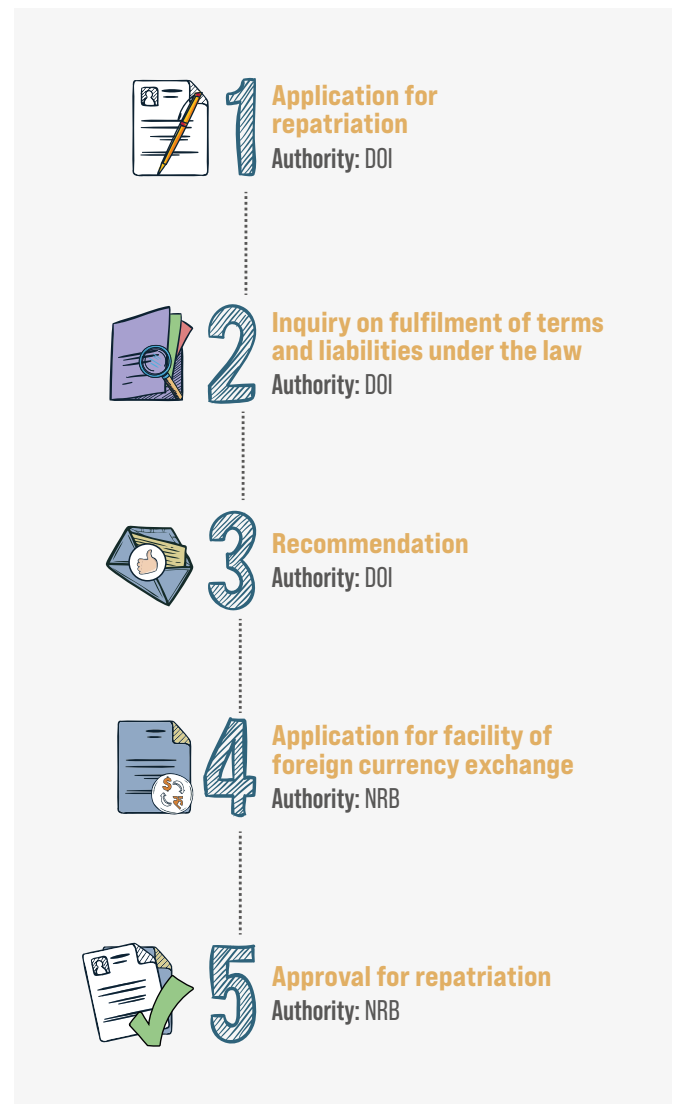 1
Application for
repatriation
Authority: DOI
2
Inquiry on fulfilment of terms
and liabilities under the law
Authority: DOI
3
Recommendation
Authority: DOI
4
Application for facility of
foreign currency exchange
Authority: NRB
5
Approval for repatriation
Authority: NRB